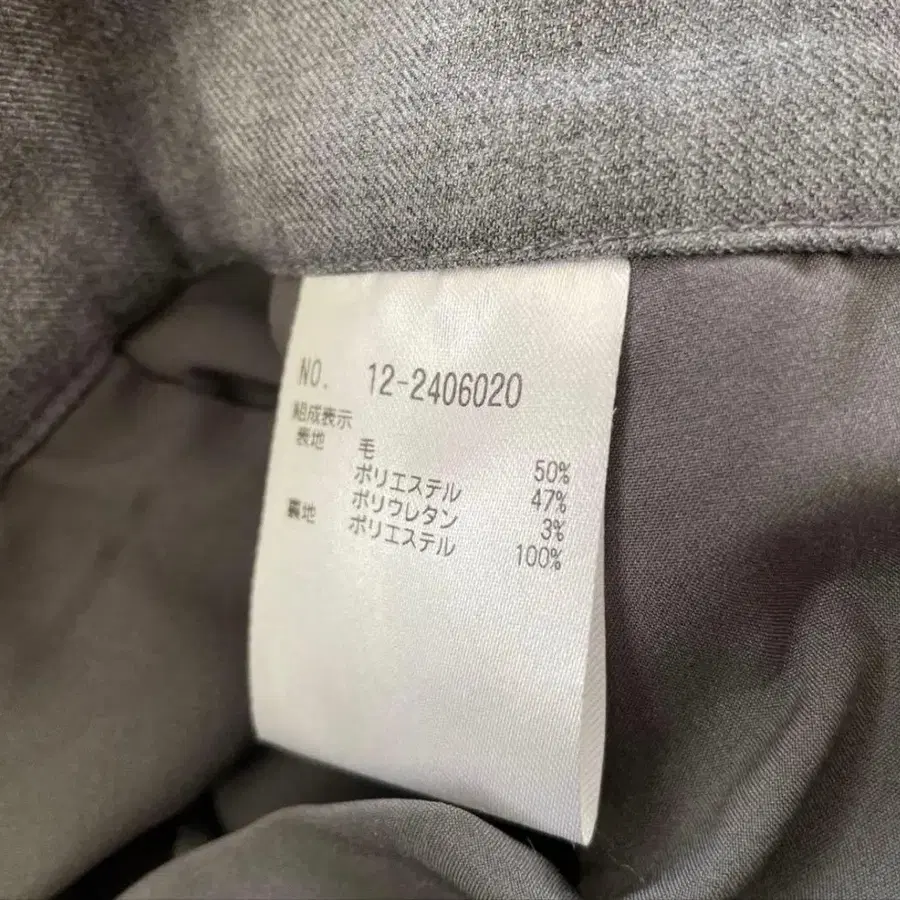 NO. 12-2406020
組成表示
表地 毛 50%
ポリエステル 47%
ポリウレタン 3%
裏地 ポリエステル 100%